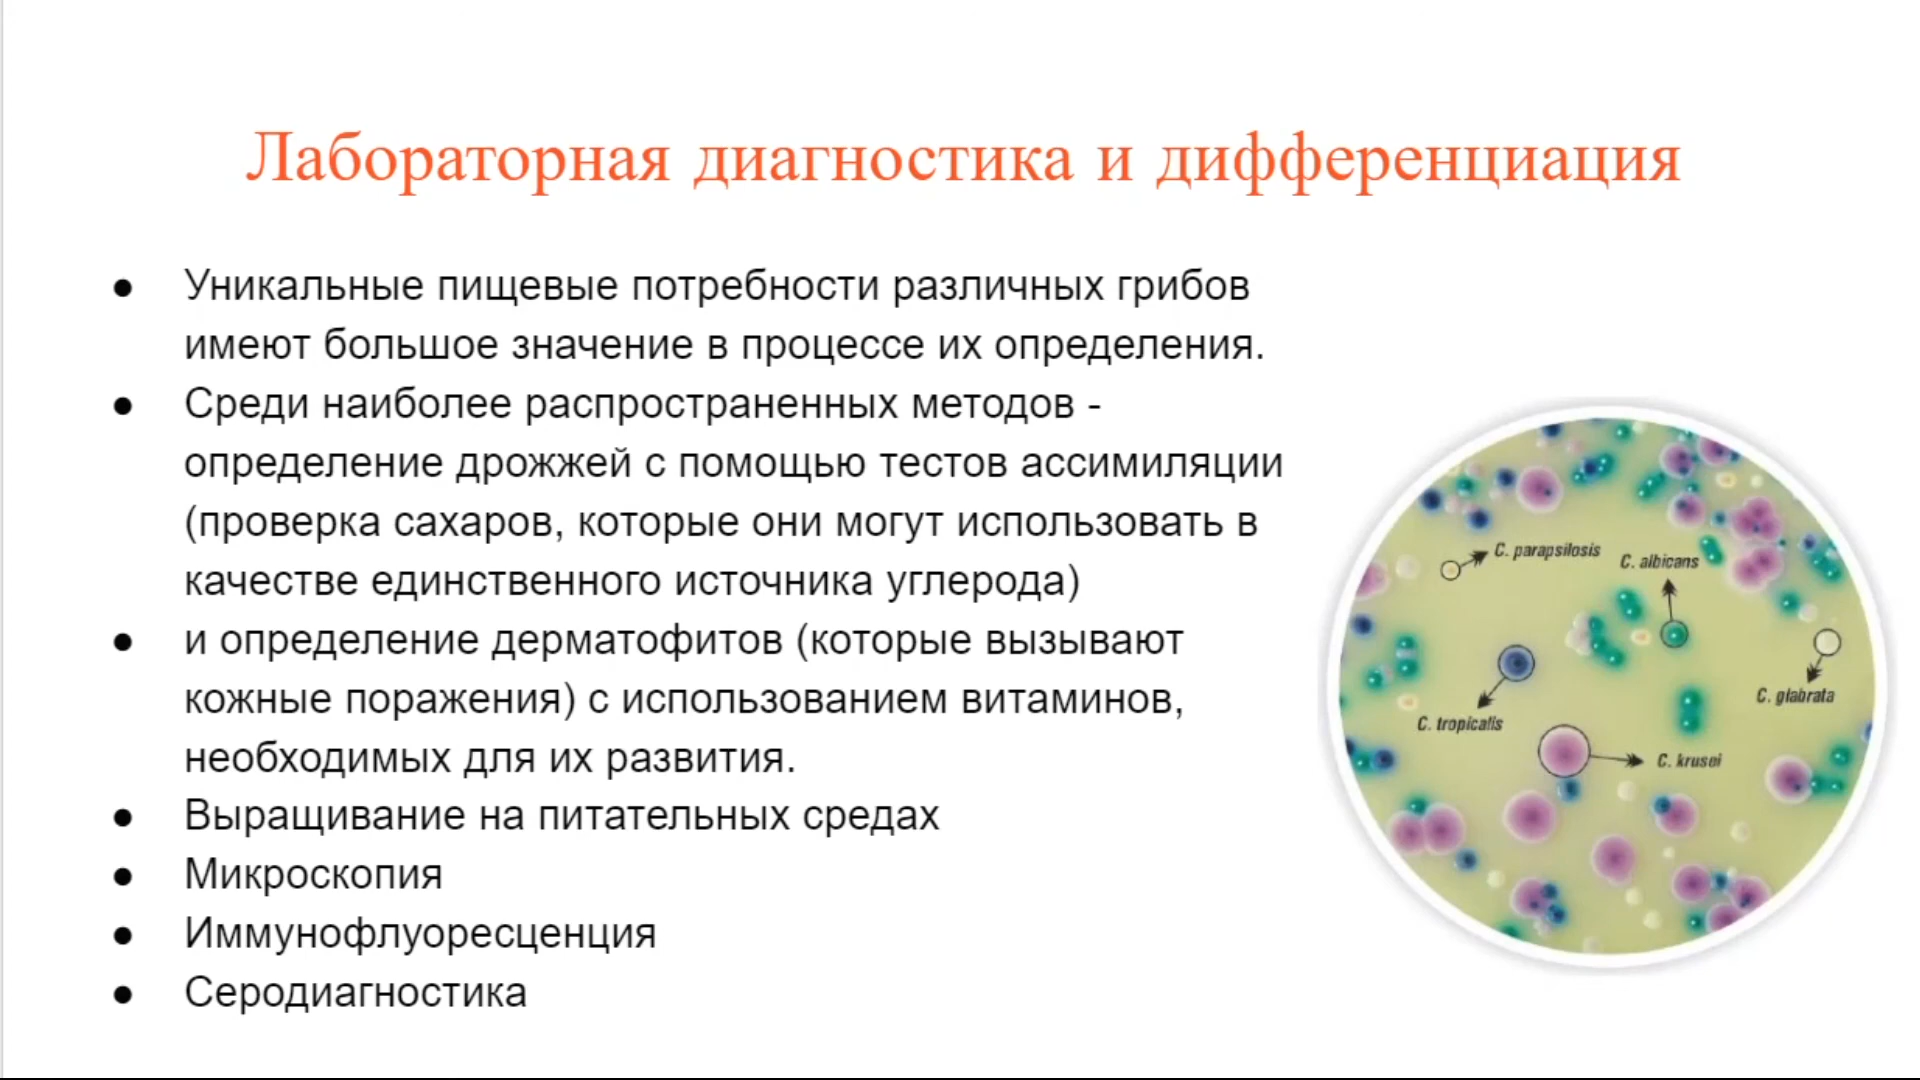 Лабораторная диагностика и дифференциация
● Уникальные пищевые потребности различных грибов
имеют большое значение в процессе их определения.
● Среди наиболее распространенных методов -
определение дрожжей с помощью тестов ассимиляции
(проверка сахаров, которые они могут использовать в
качестве единственного источника углерода)
● и определение дерматофитов (которые вызывают
кожные поражения) с использованием витаминов,
необходимых для их развития.
● Выращивание на питательных средах
● Микроскопия
● Иммунофлуоресценция
● Серодиагностика
C. parapsilosis
C. albicans
C. glabrata
C. tropicalis
C. krusei